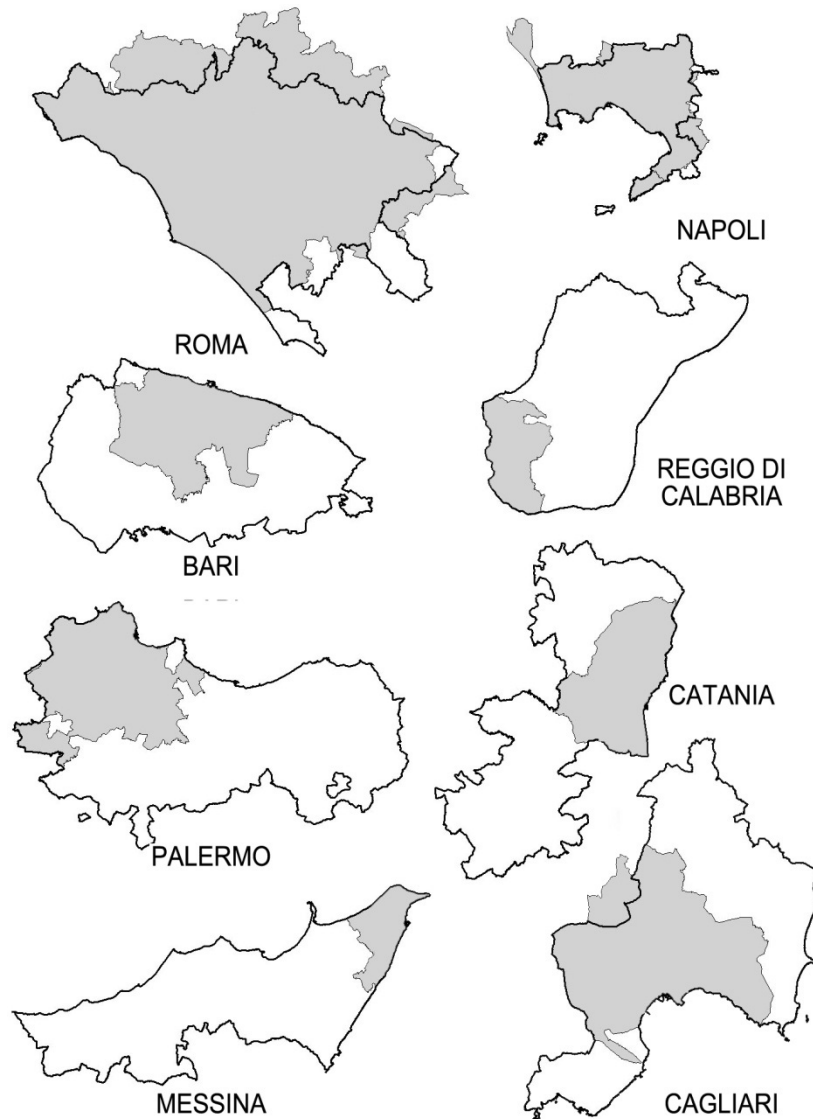 NAPOLI
ROMA
REGGIO DI
CALABRIA
BARI
CATANIA
PALERMO
MESSINA
CAGLIARI